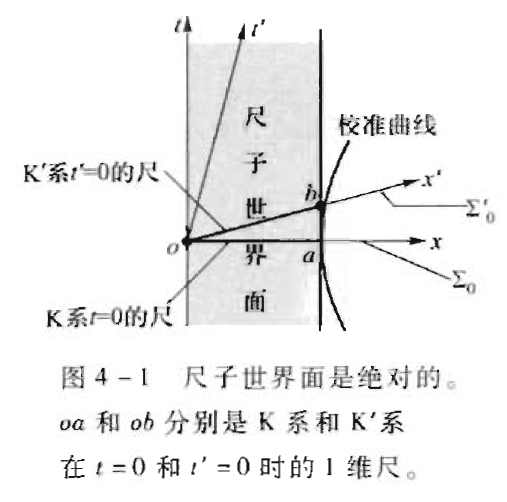 t
t′
尺
子
世
界
面
校准曲线
K′系t′=0的尺
b
x′
Σ′₀
o
a
x
Σ₀
K系t=0的尺
图 4－1 尺子世界面是绝对的。
oa 和 ob 分别是 K 系和 K′系
在 t=0 和 t′=0 时的 1 维尺。